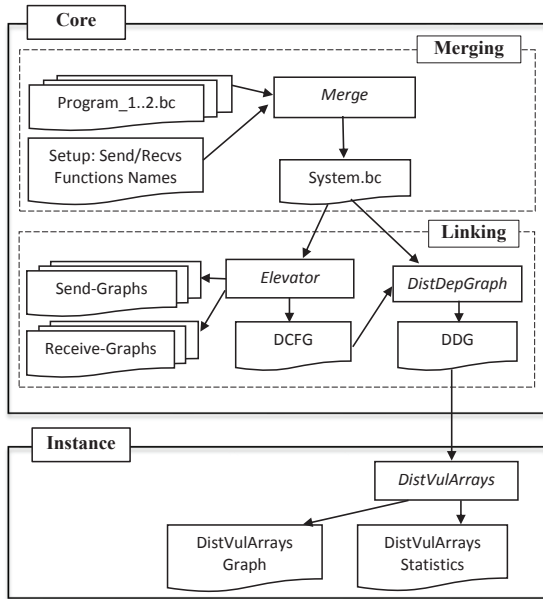 Core
Merging
Program_1..2.bc
Merge
Setup: Send/Recvs
Functions Names
System.bc
Linking
Send-Graphs
Elevator
DistDepGraph
Receive-Graphs
DCFG
DDG
Instance
DistVulArrays
DistVulArrays
Graph
DistVulArrays
Statistics